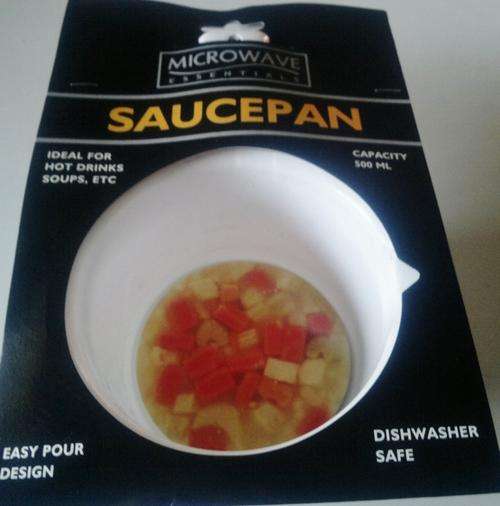 MICROWAVE
ESSENTIALS
SAUCEPAN
IDEAL FOR
HOT DRINKS
SOUPS, ETC
CAPACITY
500 ML
EASY POUR
DESIGN
DISHWASHER
SAFE